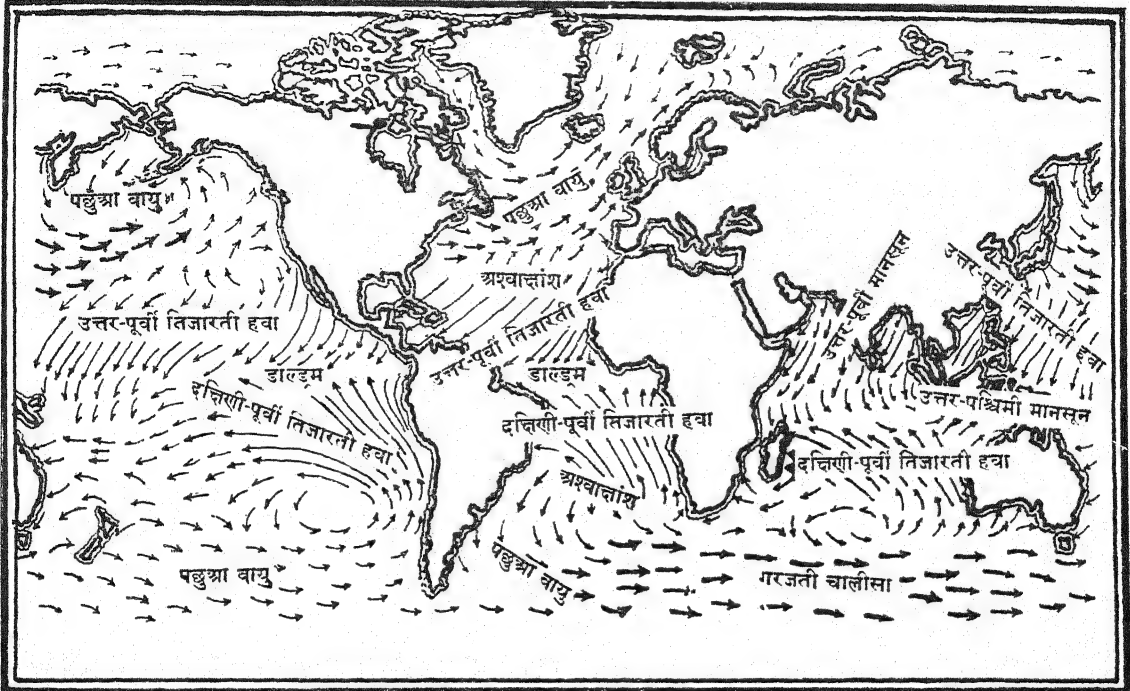 पछुआ वायु
पछुआ वायु
अश्वाक्षांश
उत्तर-पूर्वी मानसून
उत्तर-पूर्वी तिजारती हवा
उत्तर-पूर्वी तिजारती हवा
उत्तर-पूर्वी तिजारती हवा
डाल्ड्रम
डाल्ड्रम
उत्तर-पश्चिमी मानसून
दक्षिणी-पूर्वी तिजारती हवा
दक्षिणी-पूर्वी तिजारती हवा
दक्षिणी-पूर्वी तिजारती हवा
अश्वाक्षांश
पछुआ वायु
पछुआ वायु
गरजती चालीसा